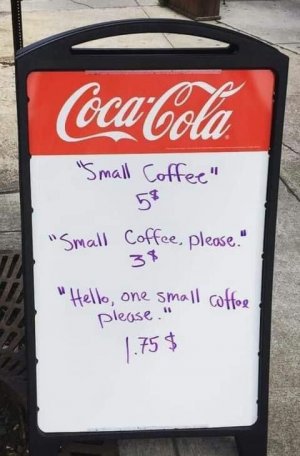 Coca-Cola
"Small Coffee"
5$
"Small Coffee, please."
3$
"Hello, one small coffee
please."
1.75 $